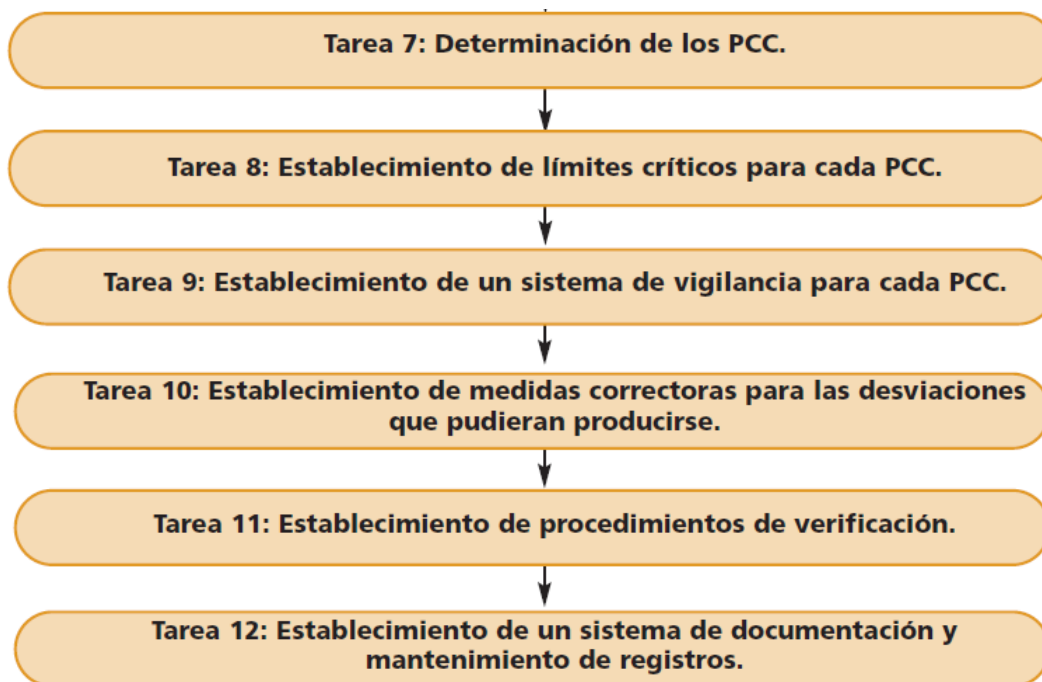 Tarea 7: Determinación de los PCC.
Tarea 8: Establecimiento de límites críticos para cada PCC.
Tarea 9: Establecimiento de un sistema de vigilancia para cada PCC.
Tarea 10: Establecimiento de medidas correctoras para las desviaciones
que pudieran producirse.
Tarea 11: Establecimiento de procedimientos de verificación.
Tarea 12: Establecimiento de un sistema de documentación y
mantenimiento de registros.